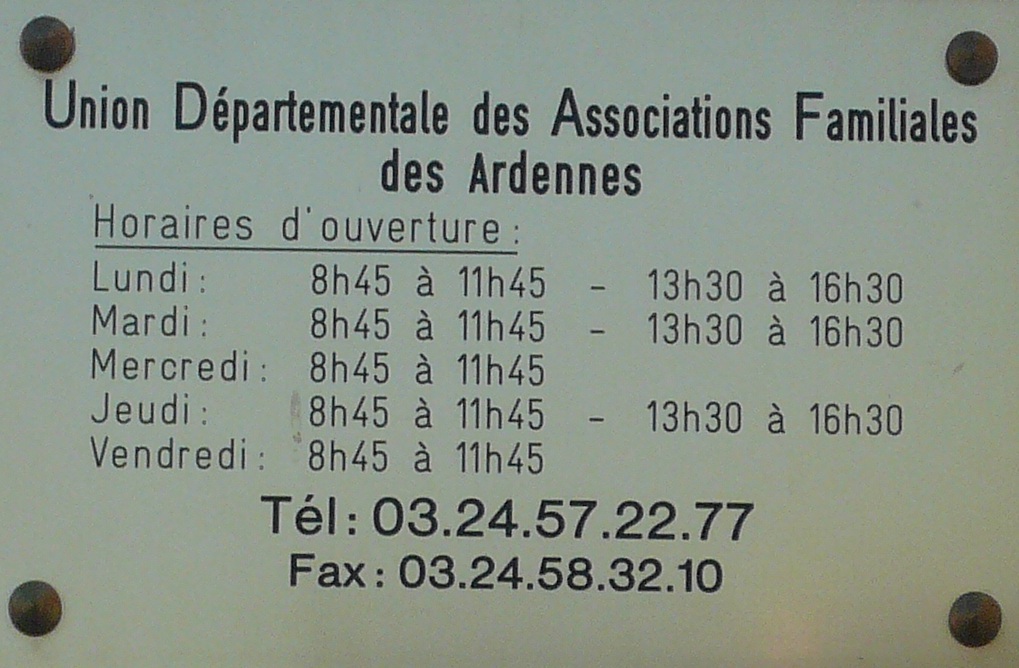 Union Départementale des Associations Familiales
des Ardennes
Horaires d'ouverture :
Lundi : 8h45 à 11h45 - 13h30 à 16h30
Mardi : 8h45 à 11h45 - 13h30 à 16h30
Mercredi : 8h45 à 11h45
Jeudi : 8h45 à 11h45 - 13h30 à 16h30
Vendredi : 8h45 à 11h45
Tél : 03.24.57.22.77
Fax : 03.24.58.32.10